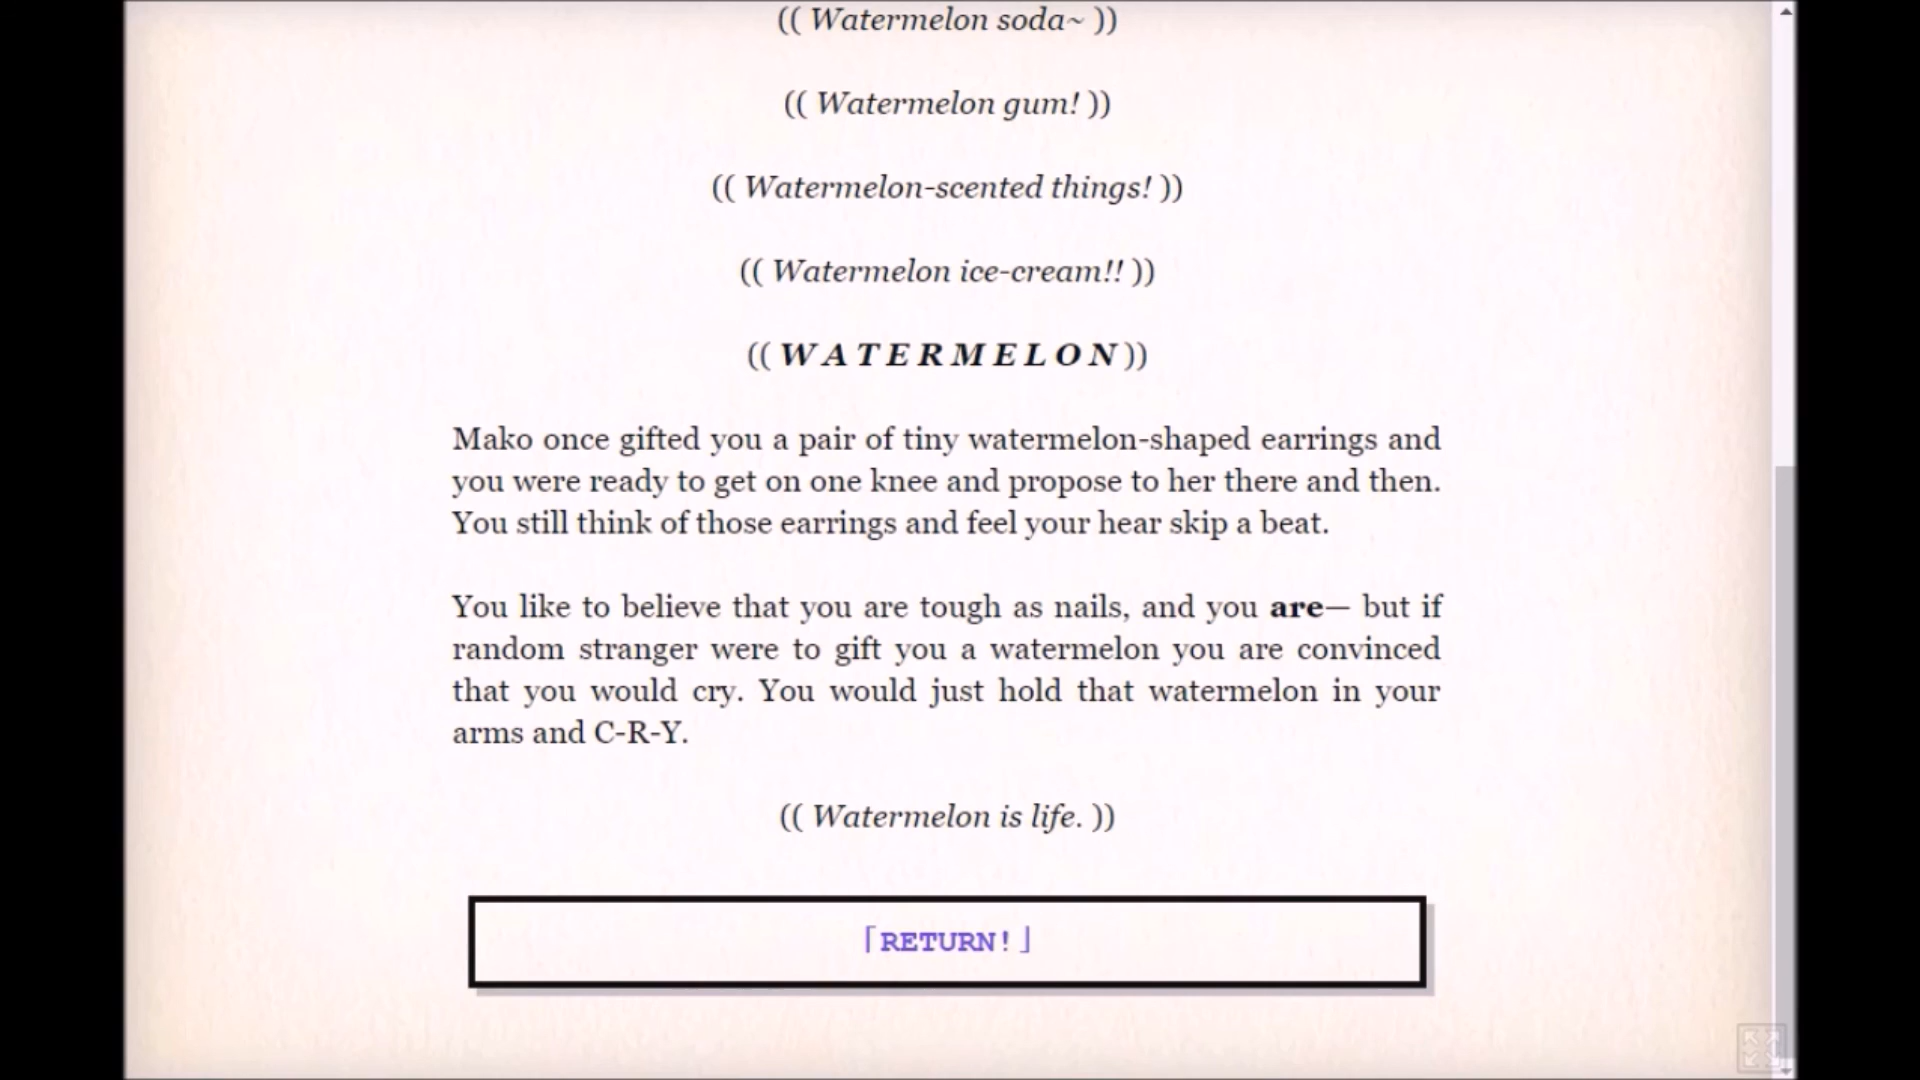 (( Watermelon soda~ ))
(( Watermelon gum! ))
(( Watermelon-scented things! ))
(( Watermelon ice-cream!! ))
(( W A T E R M E L O N ))
Mako once gifted you a pair of tiny watermelon-shaped earrings and
you were ready to get on one knee and propose to her there and then.
You still think of those earrings and feel your hear skip a beat.
You like to believe that you are tough as nails, and you are— but if
random stranger were to gift you a watermelon you are convinced
that you would cry. You would just hold that watermelon in your
arms and C-R-Y.
(( Watermelon is life. ))
「RETURN!」